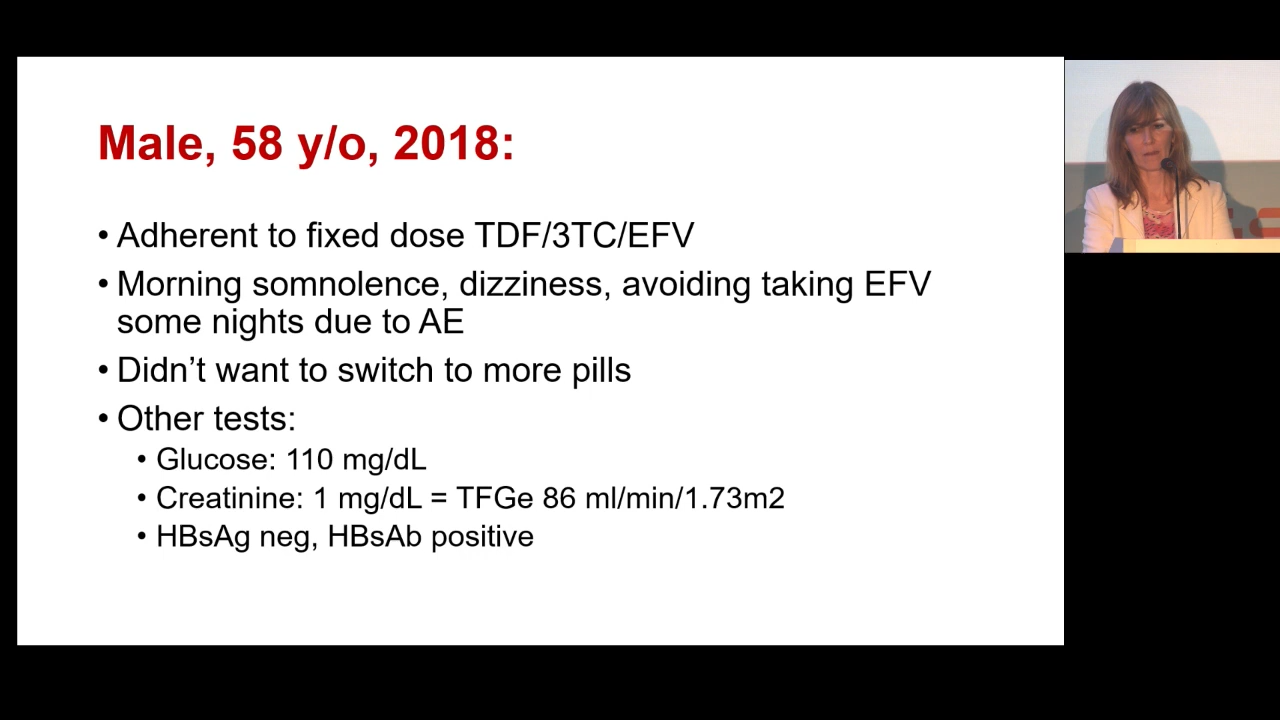 Male, 58 y/o, 2018:
• Adherent to fixed dose TDF/3TC/EFV
• Morning somnolence, dizziness, avoiding taking EFV
some nights due to AE
• Didn’t want to switch to more pills
• Other tests:
• Glucose: 110 mg/dL
• Creatinine: 1 mg/dL = TFGe 86 ml/min/1.73m2
• HBsAg neg, HBsAb positive